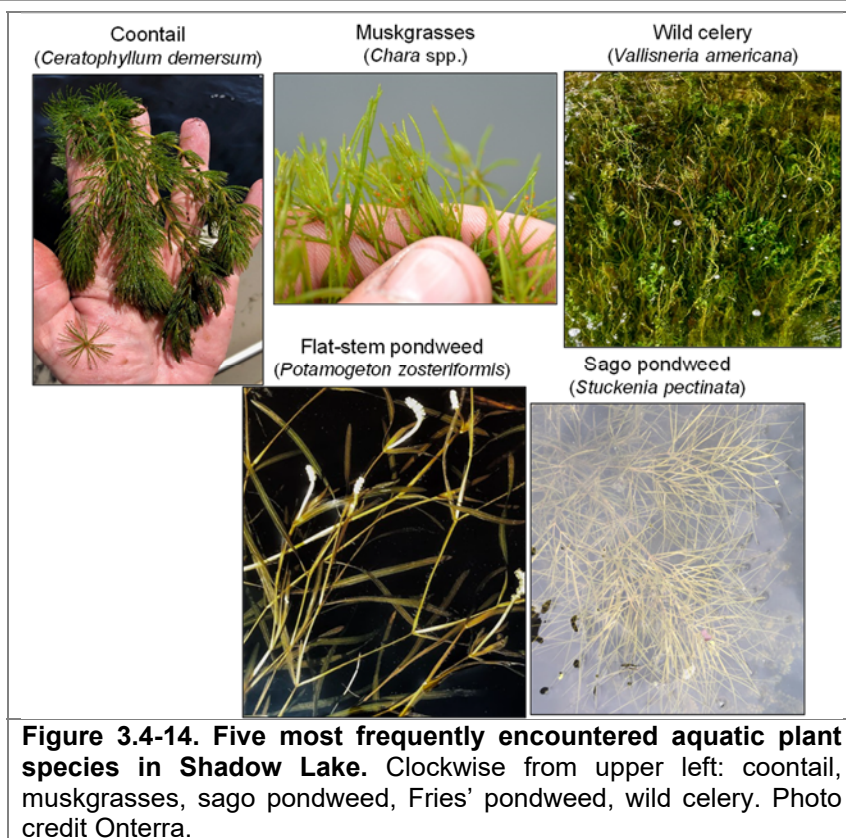 Coontail
(Ceratophyllum demersum)
Muskgrasses
(Chara spp.)
Wild celery
(Vallisneria americana)
Flat-stem pondweed
(Potamogeton zosteriformis)
Sago pondweed
(Stuckenia pectinata)
Figure 3.4-14. Five most frequently encountered aquatic plant
species in Shadow Lake. Clockwise from upper left: coontail,
muskgrasses, sago pondweed, Fries’ pondweed, wild celery. Photo
credit Onterra.